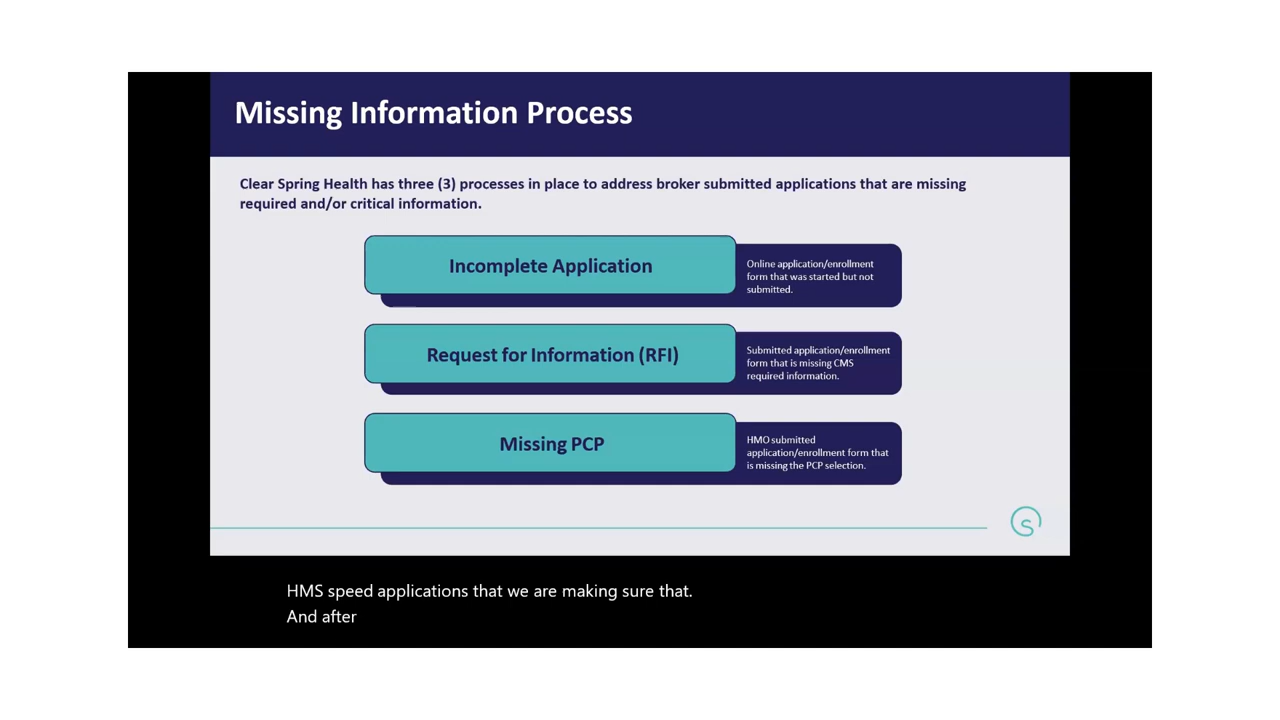 Missing Information Process
Clear Spring Health has three (3) processes in place to address broker submitted applications that are missing
required and/or critical information.
Incomplete Application
Online application/enrollment
form that was started but not
submitted.
Request for Information (RFI)
Submitted application/enrollment
form that is missing CMS
required information.
Missing PCP
HMO submitted
application/enrollment form that
is missing the PCP selection.
S
HMS speed applications that we are making sure that.
And after